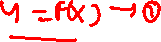 y = F(x) → ①